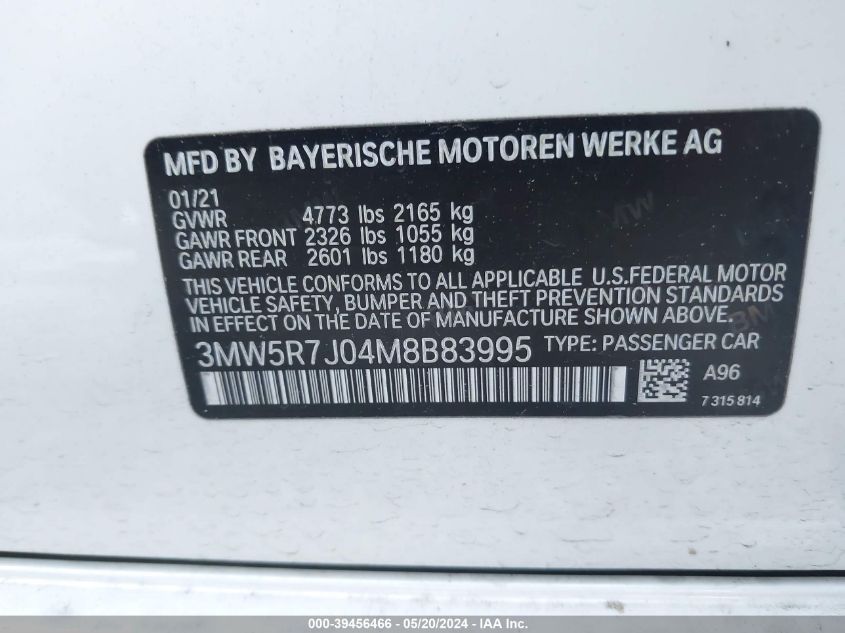 MFD BY BAYERISCHE MOTOREN WERKE AG
01/21
GVWR 4773 lbs 2165 kg
GAWR FRONT 2326 lbs 1055 kg
GAWR REAR 2601 lbs 1180 kg
THIS VEHICLE CONFORMS TO ALL APPLICABLE U.S.FEDERAL MOTOR
VEHICLE SAFETY, BUMPER AND THEFT PREVENTION STANDARDS
IN EFFECT ON THE DATE OF MANUFACTURE SHOWN ABOVE.
3MW5R7J04M8B83995 TYPE: PASSENGER CAR
A96
7315814
000-39456466 - 05/20/2024 - IAA Inc.